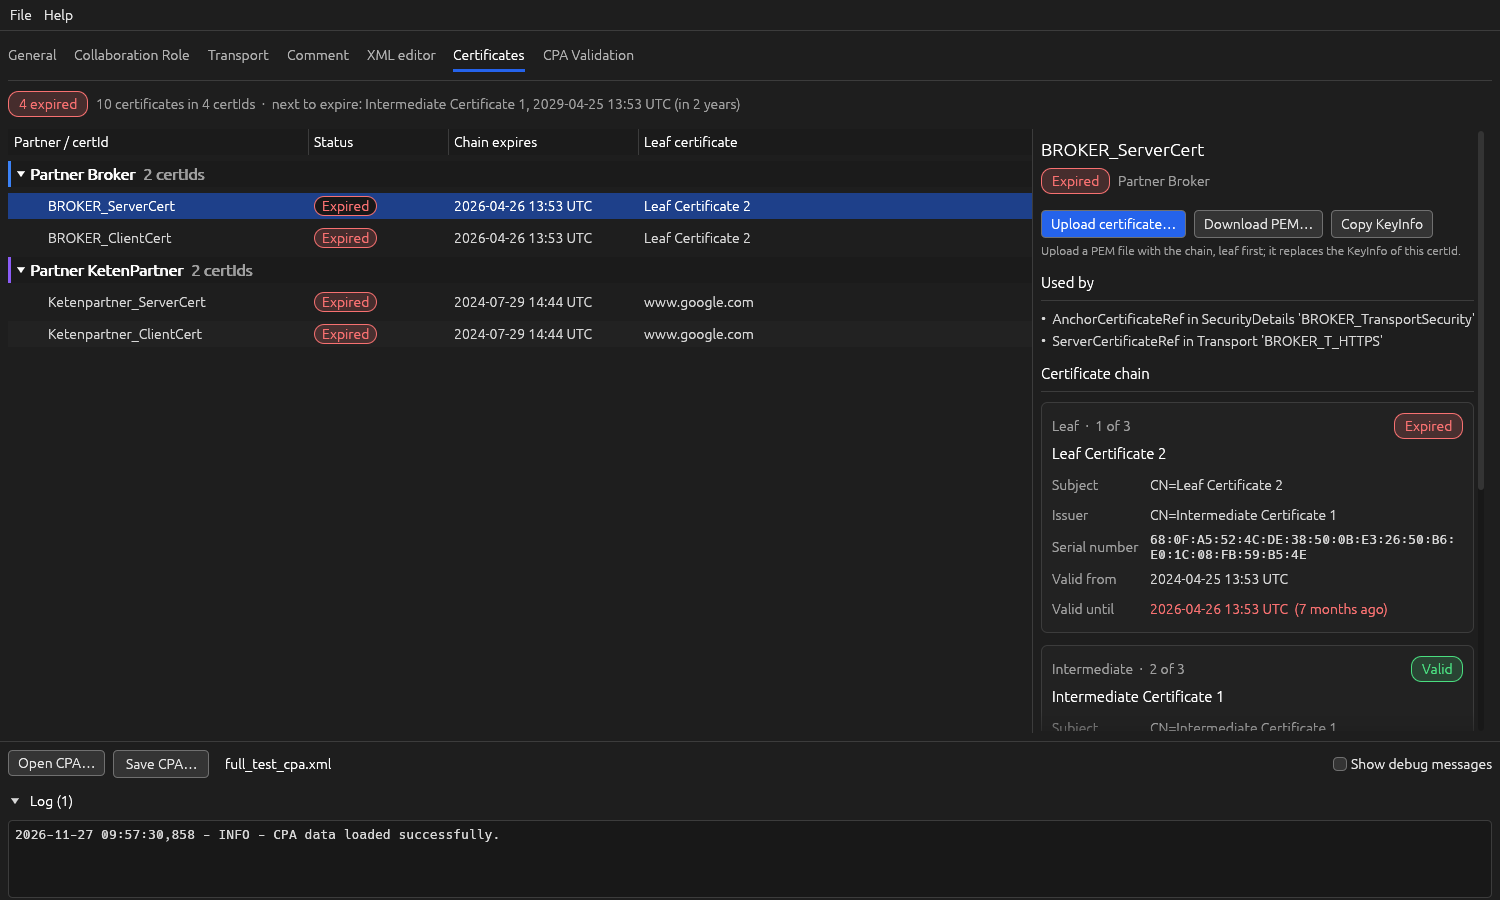 File Help
General Collaboration Role Transport Comment XML editor Certificates CPA Validation
4 expired 10 certificates in 4 certIds · next to expire: Intermediate Certificate 1, 2029-04-25 13:53 UTC (in 2 years)
Partner / certId Status Chain expires Leaf certificate
Partner Broker 2 certIds
BROKER_ServerCert Expired 2026-04-26 13:53 UTC Leaf Certificate 2
BROKER_ClientCert Expired 2026-04-26 13:53 UTC Leaf Certificate 2
Partner KetenPartner 2 certIds
Ketenpartner_ServerCert Expired 2024-07-29 14:44 UTC www.google.com
Ketenpartner_ClientCert Expired 2024-07-29 14:44 UTC www.google.com
BROKER_ServerCert
Expired Partner Broker
Upload certificate... Download PEM... Copy KeyInfo
Upload a PEM file with the chain, leaf first; it replaces the KeyInfo of this certId.
Used by
• AnchorCertificateRef in SecurityDetails 'BROKER_TransportSecurity'
• ServerCertificateRef in Transport 'BROKER_T_HTTPS'
Certificate chain
Leaf · 1 of 3 Expired
Leaf Certificate 2
Subject CN=Leaf Certificate 2
Issuer CN=Intermediate Certificate 1
Serial number 68:0F:A5:52:4C:DE:38:50:0B:E3:26:50:B6:
E0:1C:08:FB:59:B5:4E
Valid from 2024-04-25 13:53 UTC
Valid until 2026-04-26 13:53 UTC (7 months ago)
Intermediate · 2 of 3 Valid
Intermediate Certificate 1
Subject CN=Intermediate Certificate 1
Open CPA... Save CPA... full_test_cpa.xml Show debug messages
Log (1)
2026-11-27 09:57:30,858 - INFO - CPA data loaded successfully.